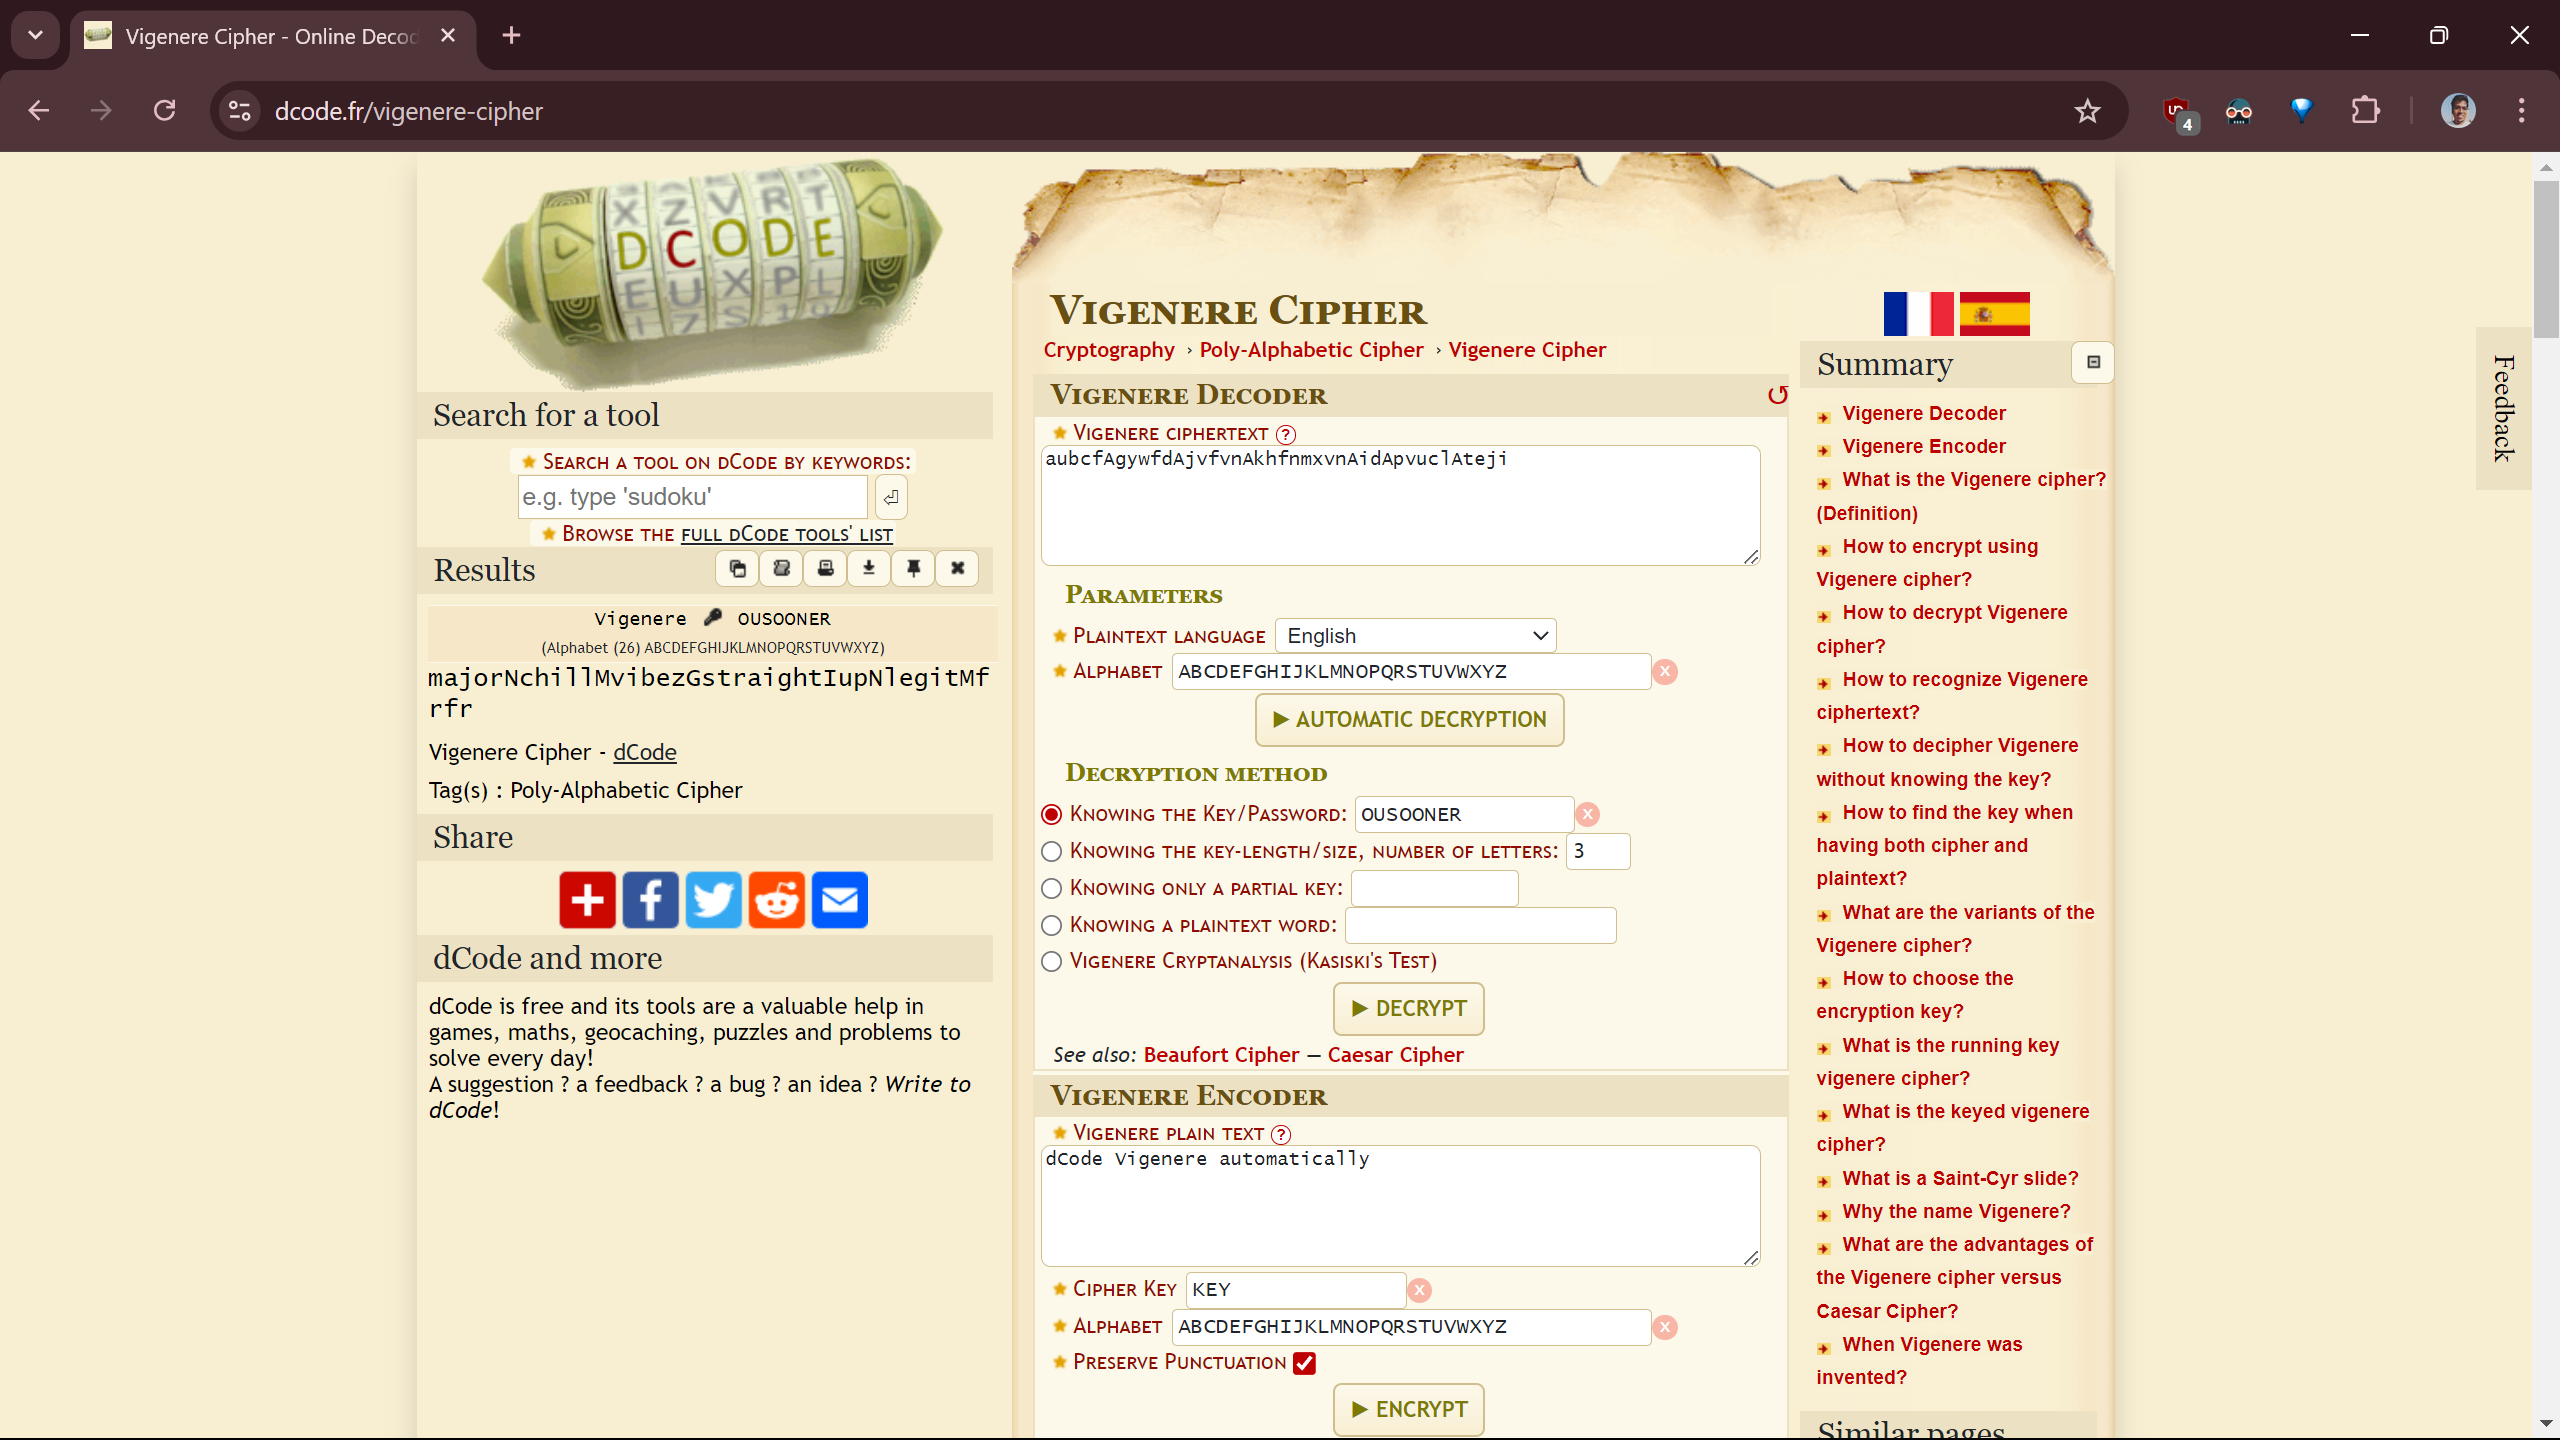 Vigenere Cipher - Online Decod
dcode.fr/vigenere-cipher
4
XZVRT
DCODE
EUXPL
Search for a tool
SEARCH A TOOL ON DCODE BY KEYWORDS:
e.g. type 'sudoku'
BROWSE THE FULL DCODE TOOLS' LIST
Results
Vigenere OUSOONER
(Alphabet (26) ABCDEFGHIJKLMNOPQRSTUVWXYZ)
majorNchillMvibezGstraightIupNlegitMf
rfr
Vigenere Cipher - dCode
Tag(s) : Poly-Alphabetic Cipher
Share
dCode and more
dCode is free and its tools are a valuable help in
games, maths, geocaching, puzzles and problems to
solve every day!
A suggestion ? a feedback ? a bug ? an idea ? Write to
dCode!
VIGENERE CIPHER
Cryptography › Poly-Alphabetic Cipher › Vigenere Cipher
VIGENERE DECODER
VIGENERE CIPHERTEXT ?
aubcfAgywfdAjvfvnAkhfnmxvnAidApvuclAteji
PARAMETERS
PLAINTEXT LANGUAGE English
ALPHABET ABCDEFGHIJKLMNOPQRSTUVWXYZ X
▶ AUTOMATIC DECRYPTION
DECRYPTION METHOD
KNOWING THE KEY/PASSWORD: OUSOONER X
KNOWING THE KEY-LENGTH/SIZE, NUMBER OF LETTERS: 3
KNOWING ONLY A PARTIAL KEY:
KNOWING A PLAINTEXT WORD:
VIGENERE CRYPTANALYSIS (KASISKI'S TEST)
▶ DECRYPT
See also: Beaufort Cipher — Caesar Cipher
VIGENERE ENCODER
VIGENERE PLAIN TEXT ?
dCode Vigenere automatically
CIPHER KEY KEY X
ALPHABET ABCDEFGHIJKLMNOPQRSTUVWXYZ X
PRESERVE PUNCTUATION
▶ ENCRYPT
Summary
Vigenere Decoder
Vigenere Encoder
What is the Vigenere cipher?
(Definition)
How to encrypt using
Vigenere cipher?
How to decrypt Vigenere
cipher?
How to recognize Vigenere
ciphertext?
How to decipher Vigenere
without knowing the key?
How to find the key when
having both cipher and
plaintext?
What are the variants of the
Vigenere cipher?
How to choose the
encryption key?
What is the running key
vigenere cipher?
What is the keyed vigenere
cipher?
What is a Saint-Cyr slide?
Why the name Vigenere?
What are the advantages of
the Vigenere cipher versus
Caesar Cipher?
When Vigenere was
invented?
Similar pages
Feedback